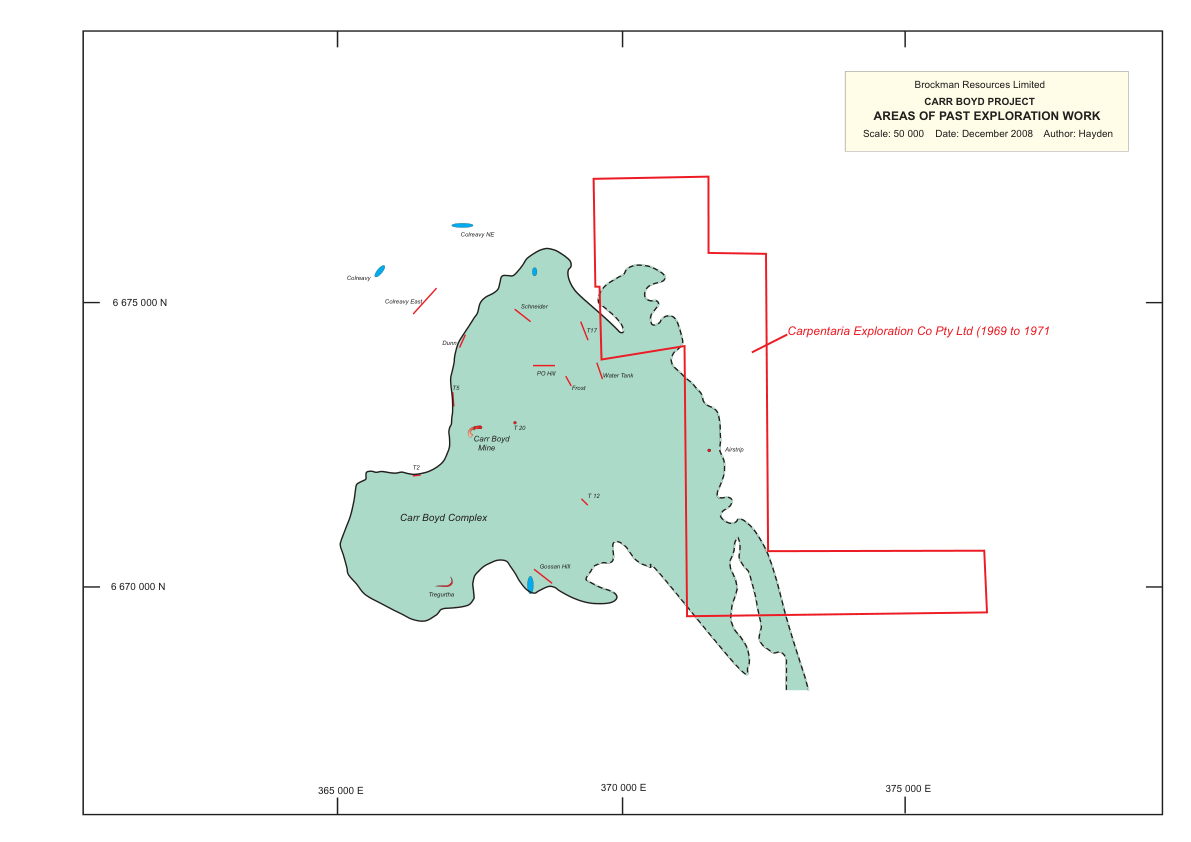 Brockman Resources Limited
CARR BOYD PROJECT
AREAS OF PAST EXPLORATION WORK
Scale: 50 000 Date: December 2008 Author: Hayden
Colreavy NE
Colreavy
Colreavy East
6 675 000 N
Schneider
T17
Carpentaria Exploration Co Pty Ltd (1969 to 1971
Dunn
PO Hill
Water Tank
Frost
T5
T 20
Carr Boyd
Mine
Airstrip
T2
T 12
Carr Boyd Complex
Gossan Hill
6 670 000 N
Tregurtha
365 000 E
370 000 E
375 000 E